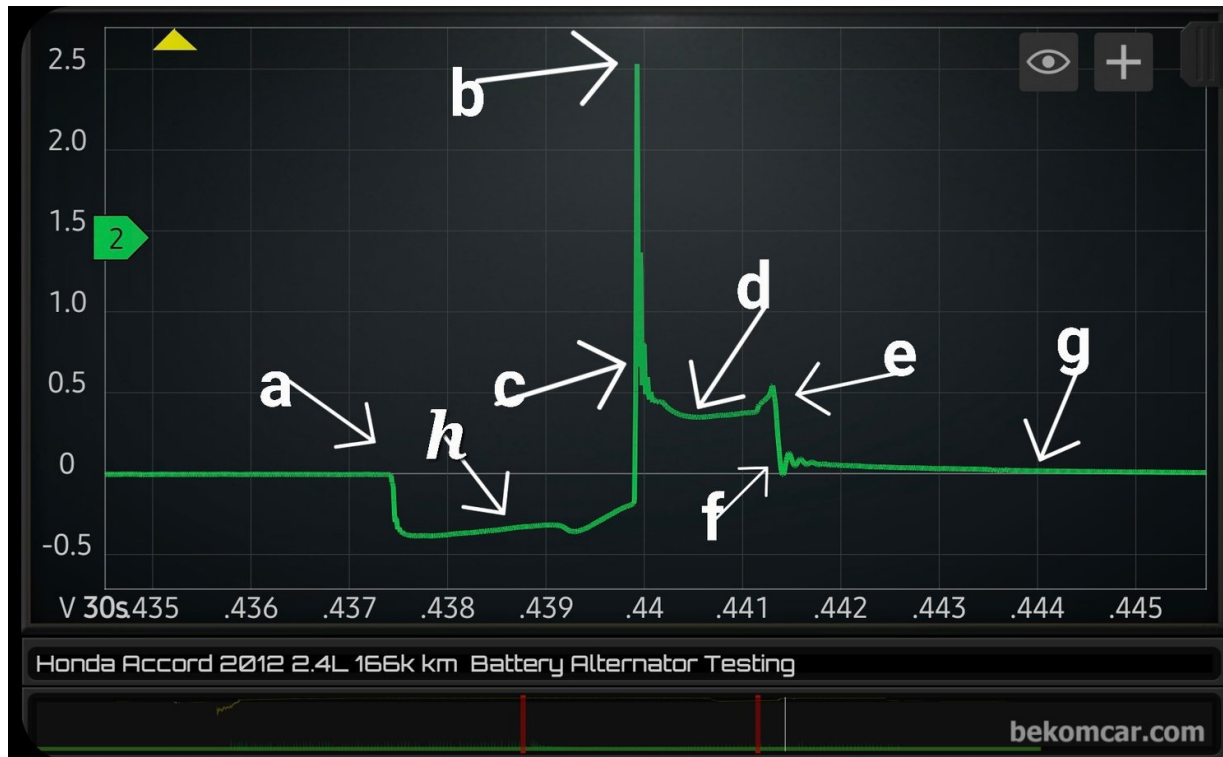 2.5
b
2.0
1.5
2
1.0
d
0.5
a
c
e
g
h
0
f
-0.5
V 30s.435 .436 .437 .438 .439 .44 .441 .442 .443 .444 .445
Honda Accord 2012 2.4L 166k km Battery Alternator Testing
bekomcar.com